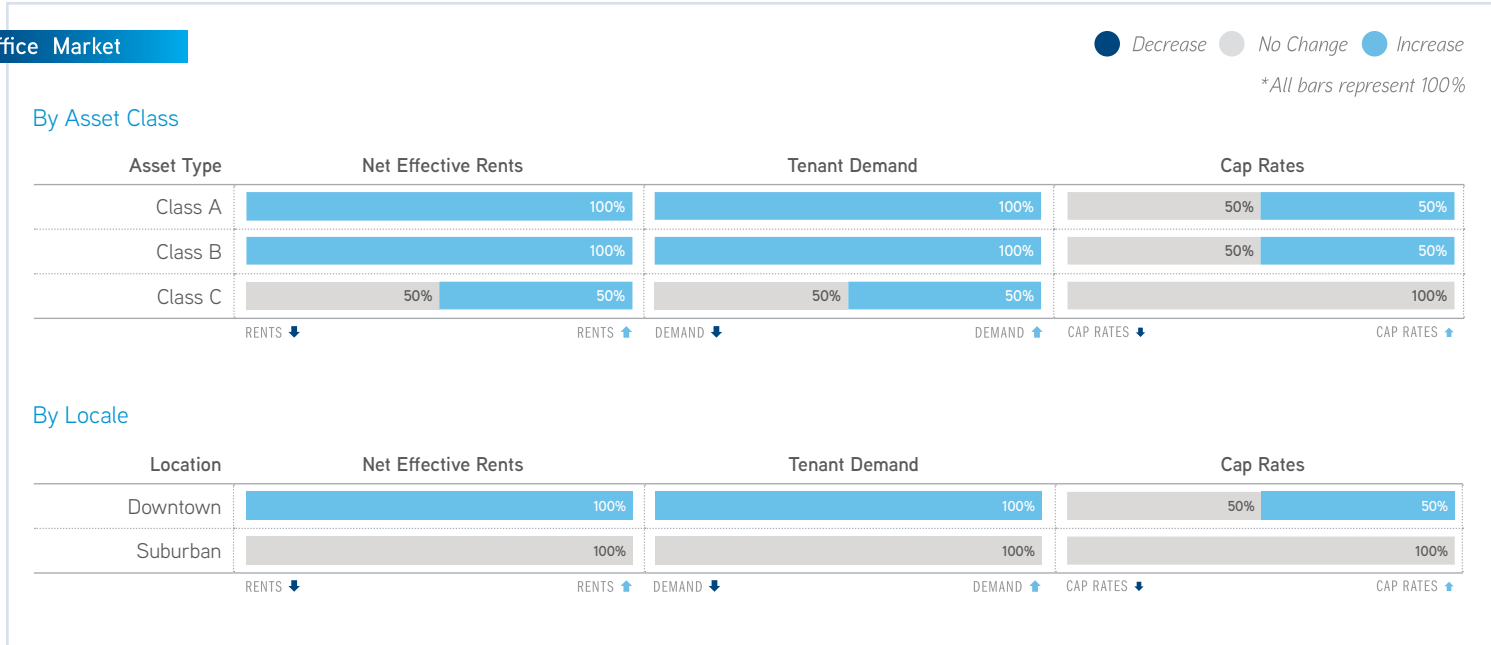 ffice Market
Decrease No Change Increase
*All bars represent 100%
By Asset Class
Asset Type Net Effective Rents Tenant Demand Cap Rates
Class A 100% 100% 50% 50%
Class B 100% 100% 50% 50%
Class C 50% 50% 50% 50% 100%
RENTS RENTS DEMAND DEMAND CAP RATES CAP RATES
By Locale
Location Net Effective Rents Tenant Demand Cap Rates
Downtown 100% 100% 50% 50%
Suburban 100% 100% 100%
RENTS RENTS DEMAND DEMAND CAP RATES CAP RATES